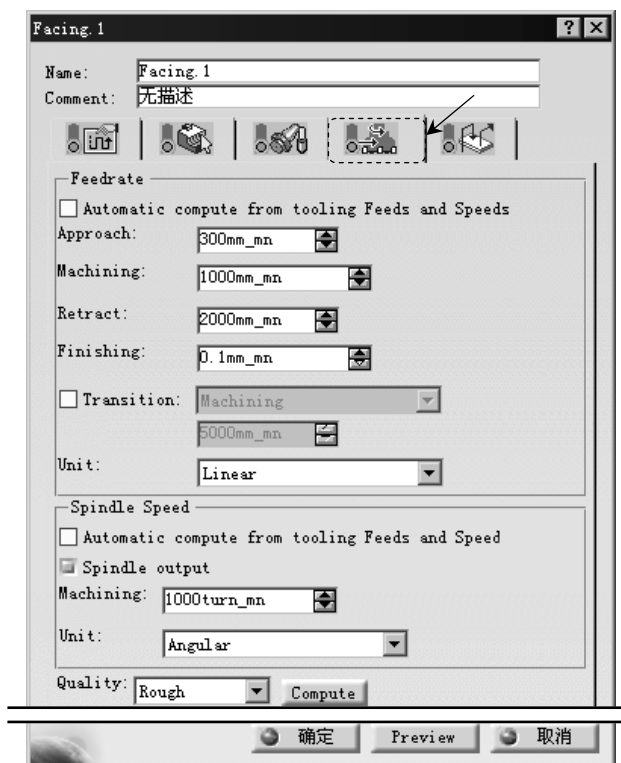 Facing.1
? ×
Name: Facing.1
Comment: 无描述
Feedrate
Automatic compute from tooling Feeds and Speeds
Approach: 300mm_mn
Machining: 1000mm_mn
Retract: 2000mm_mn
Finishing: 0.1mm_mn
Transition: Machining
5000mm_mn
Unit: Linear
Spindle Speed
Automatic compute from tooling Feeds and Speed
Spindle output
Machining: 1000turn_mn
Unit: Angular
Quality: Rough Compute
确定 Preview 取消